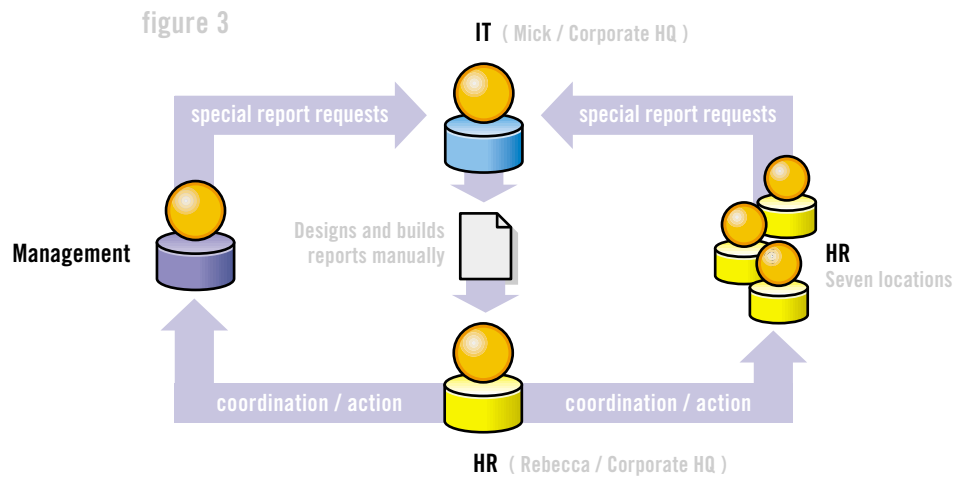 figure 3
IT ( Mick / Corporate HQ )
special report requests
special report requests
Designs and builds
reports manually
Management
HR
Seven locations
coordination / action
coordination / action
HR ( Rebecca / Corporate HQ )